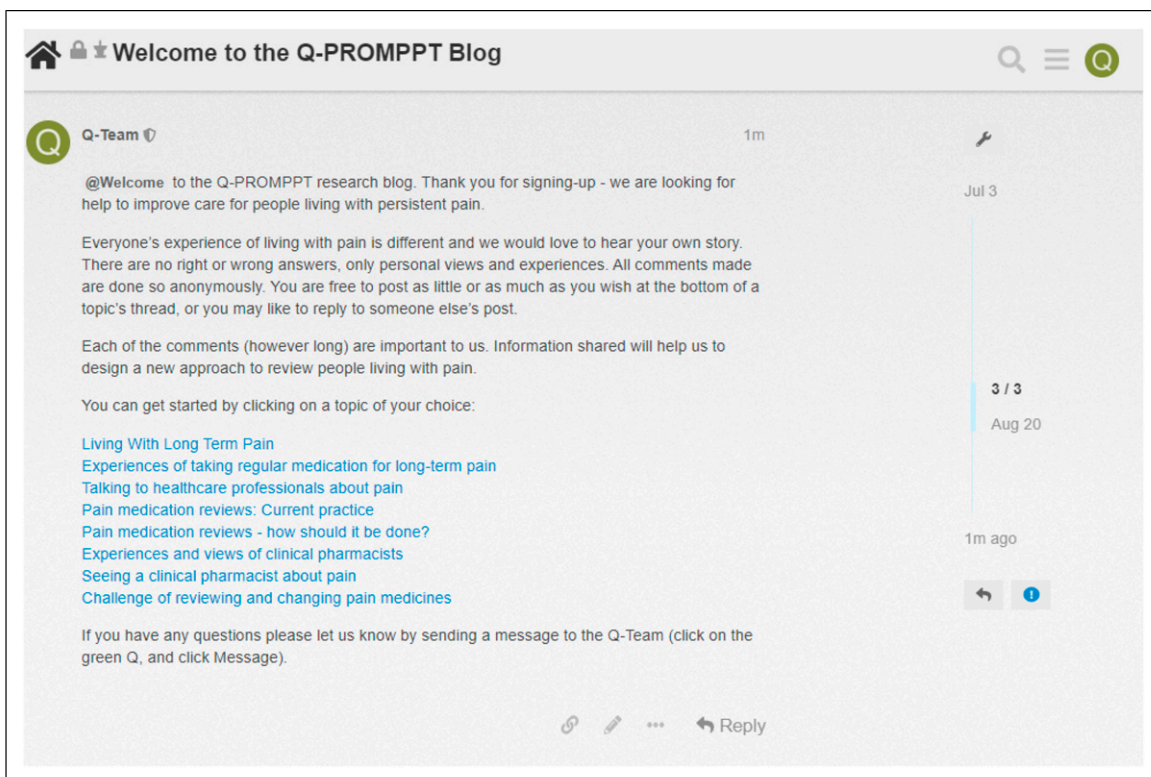 Welcome to the Q-PROMPPT Blog
Q
Q
Q-Team
1m
@Welcome to the Q-PROMPPT research blog. Thank you for signing-up - we are looking for
help to improve care for people living with persistent pain.
Everyone's experience of living with pain is different and we would love to hear your own story.
There are no right or wrong answers, only personal views and experiences. All comments made
are done so anonymously. You are free to post as little or as much as you wish at the bottom of a
topic's thread, or you may like to reply to someone else's post.
Each of the comments (however long) are important to us. Information shared will help us to
design a new approach to review people living with pain.
You can get started by clicking on a topic of your choice:
Living With Long Term Pain
Experiences of taking regular medication for long-term pain
Talking to healthcare professionals about pain
Pain medication reviews: Current practice
Pain medication reviews - how should it be done?
Experiences and views of clinical pharmacists
Seeing a clinical pharmacist about pain
Challenge of reviewing and changing pain medicines
If you have any questions please let us know by sending a message to the Q-Team (click on the
green Q, and click Message).
Reply
Jul 3
3 / 3
Aug 20
1m ago